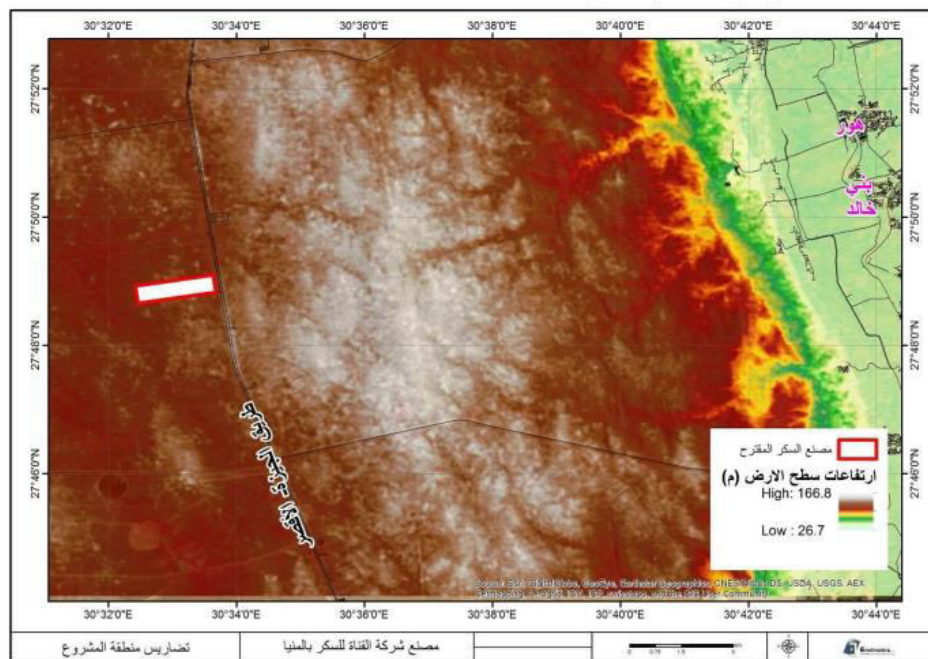 30°32'0"E 30°34'0"E 30°36'0"E 30°38'0"E 30°40'0"E 30°42'0"E 30°44'0"E
27°52'0"N 27°52'0"N
هور
بني
خالد
27°50'0"N 27°50'0"N
27°48'0"N 27°48'0"N
27°46'0"N 27°46'0"N
مصنع السكر المقترح
ارتفاعات سطح الارض (م)
High: 166.8
Low : 26.7
30°32'0"E 30°34'0"E 30°36'0"E 30°38'0"E 30°40'0"E 30°42'0"E 30°44'0"E
مصنع شركة القناة للسكر بالمنيا
تضاريس منطقة المشروع